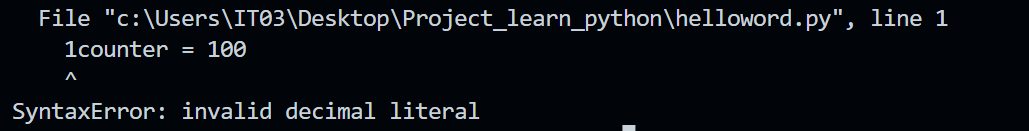 File "c:\Users\IT03\Desktop\Project_learn_python\helloword.py", line 1
1counter = 100
^
SyntaxError: invalid decimal literal